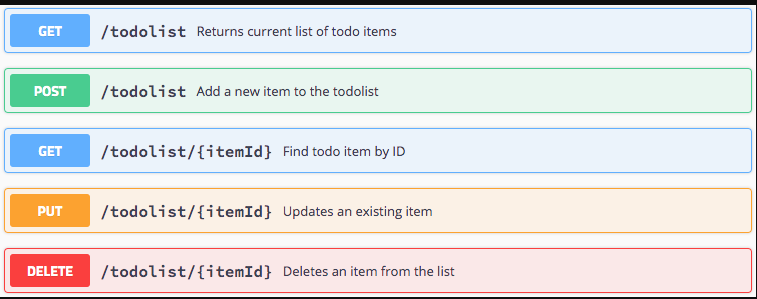 GET /todolist Returns current list of todo items
POST /todolist Add a new item to the todolist
GET /todolist/{itemId} Find todo item by ID
PUT /todolist/{itemId} Updates an existing item
DELETE /todolist/{itemId} Deletes an item from the list